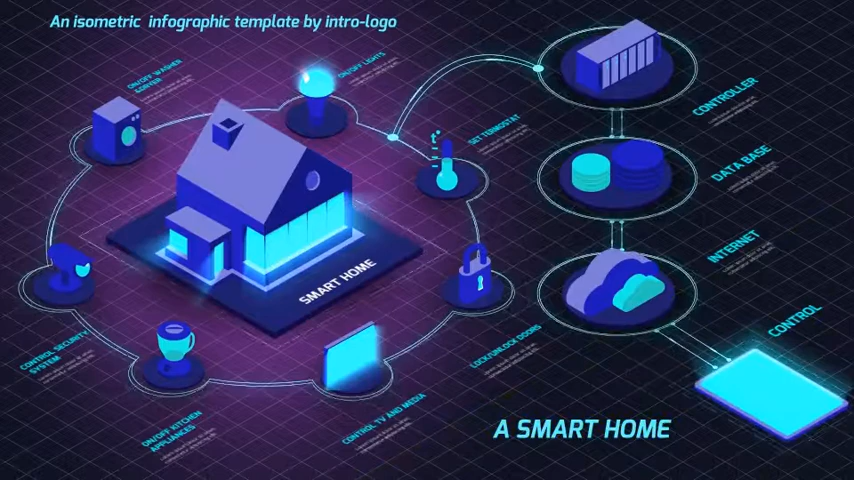 An isometric infographic template by intro-logo
ON/OFF WASHER
&DRYER
ON/OFF LIGHTS
SET TERMOSTAT
CONTROLLER
DATA BASE
INTERNET
CONTROL
SMART HOME
CONTROL SECURITY
SYSTEM
LOCK/UNLOCK DOORS
ON/OFF KITCHEN
APPLIANCES
CONTROL TV AND MEDIA
A SMART HOME